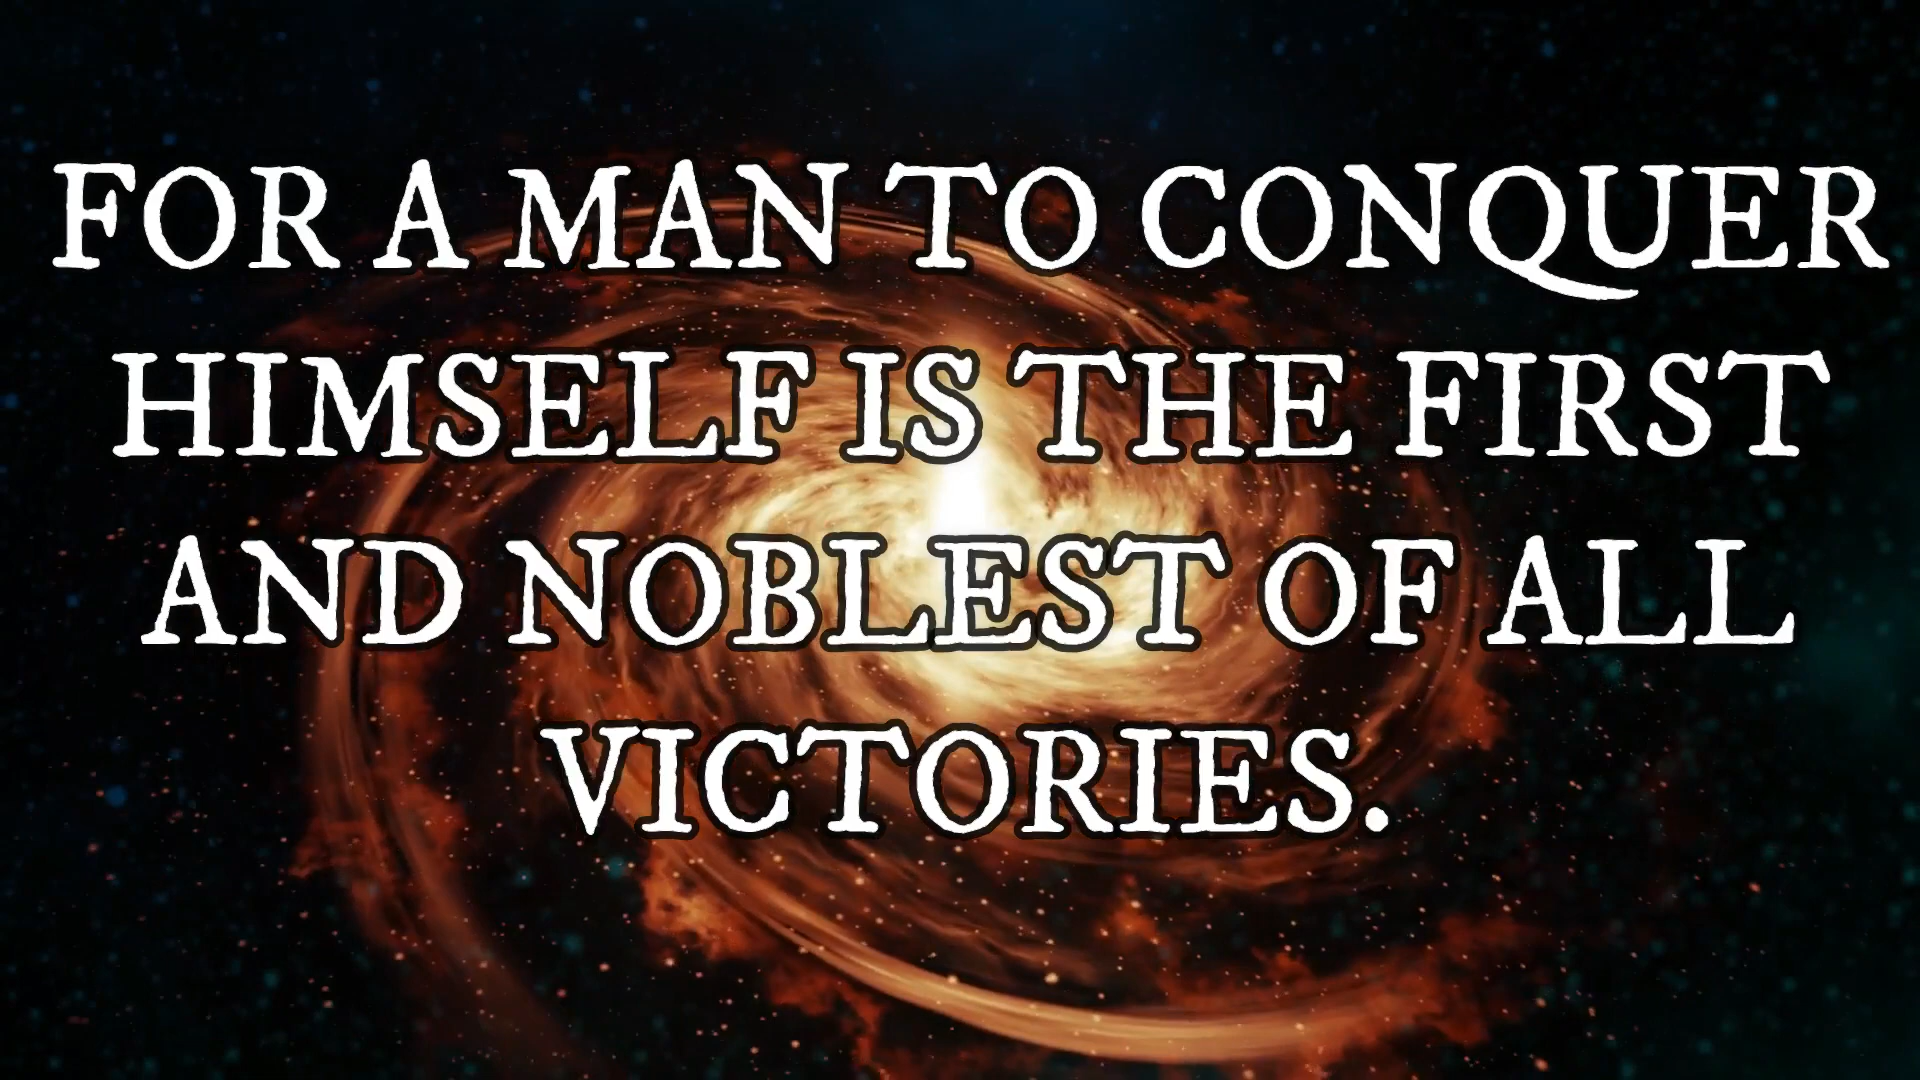 FOR A MAN TO CONQUER
HIMSELF IS THE FIRST
AND NOBLEST OF ALL
VICTORIES.